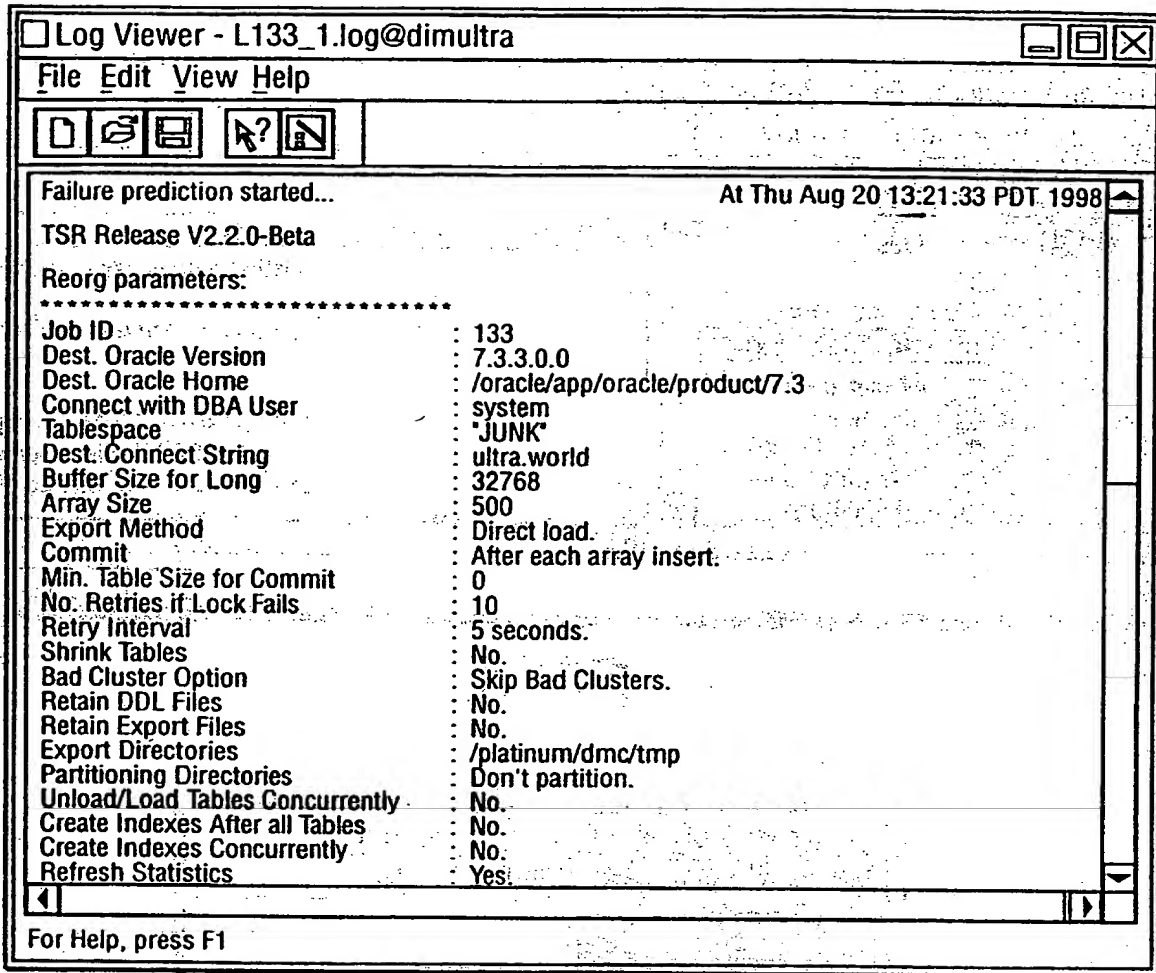 Log Viewer - L133_1.log@dimultra
File Edit View Help
Failure prediction started... At Thu Aug 20 13:21:33 PDT 1998
TSR Release V2.2.0-Beta
Reorg parameters:
*******************************
Job ID : 133
Dest. Oracle Version : 7.3.3.0.0
Dest. Oracle Home : /oracle/app/oracle/product/7.3
Connect with DBA User : system
Tablespace : "JUNK"
Dest. Connect String : ultra.world
Buffer Size for Long : 32768
Array Size : 500
Export Method : Direct load.
Commit : After each array insert.
Min. Table Size for Commit : 0
No. Retries if Lock Fails : 10
Retry Interval : 5 seconds.
Shrink Tables : No.
Bad Cluster Option : Skip Bad Clusters.
Retain DDL Files : No.
Retain Export Files : No.
Export Directories : /platinum/dmc/tmp
Partitioning Directories : Don't partition.
Unload/Load Tables Concurrently : No.
Create Indexes After all Tables : No.
Create Indexes Concurrently : No.
Refresh Statistics : Yes.
For Help, press F1